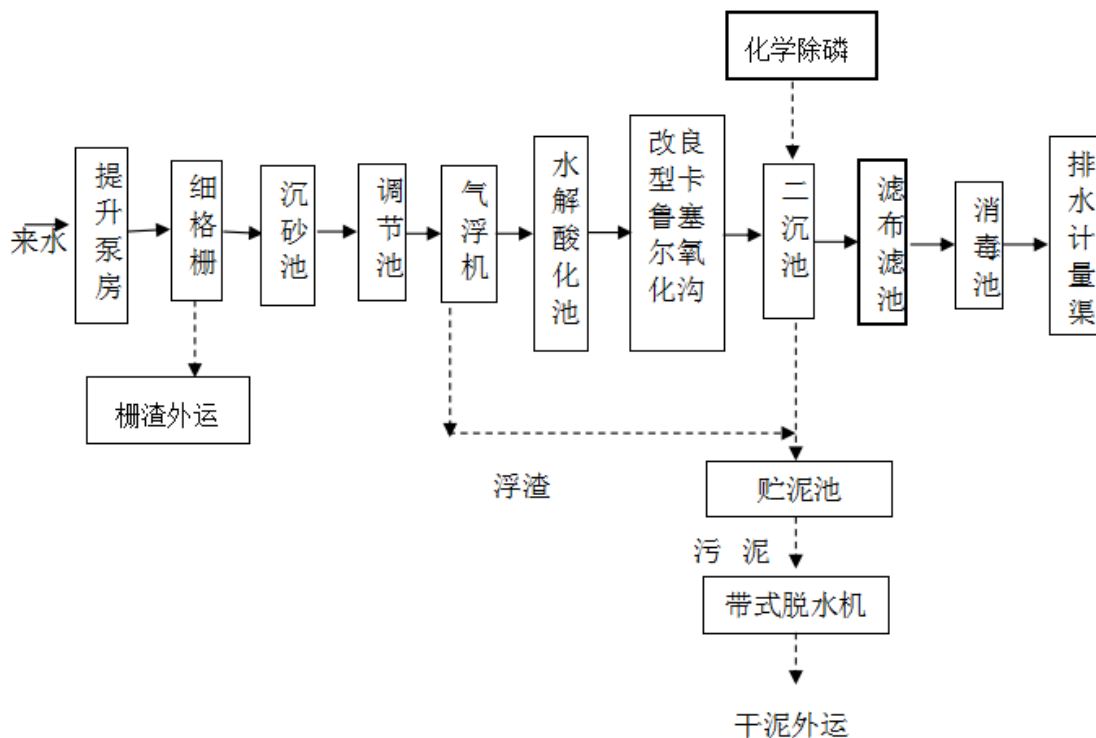 化学除磷
来水
提升泵房
细格栅
沉砂池
调节池
气浮机
水解酸化池
改良
型卡
鲁塞
尔氧
化沟
二沉池
滤布滤池
消毒池
排水计量渠
栅渣外运
浮渣
贮泥池
污 泥
带式脱水机
干泥外运